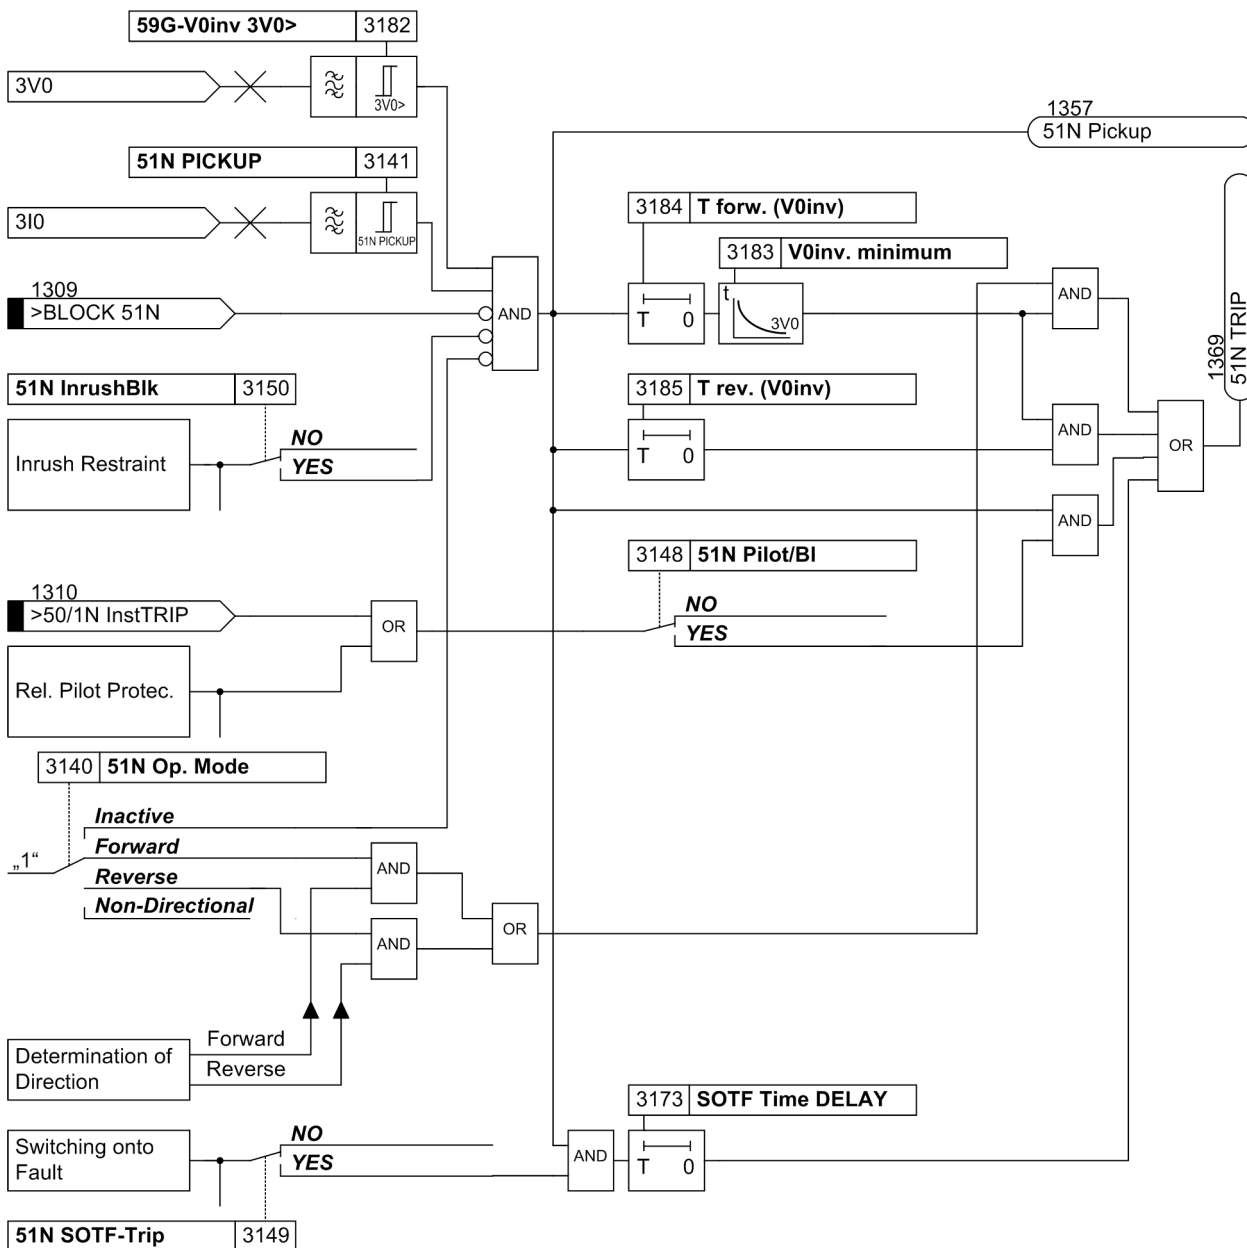 59G-V0inv 3V0> 3182
3V0
3V0>
1357
51N Pickup
51N PICKUP 3141
3I0
51N PICKUP
3184 T forw. (V0inv)
3183 V0inv. minimum
1309
>BLOCK 51N
AND
T 0
t
3V0
AND
1369
51N TRIP
51N InrushBlk 3150
3185 T rev. (V0inv)
Inrush Restraint
NO
YES
T 0
AND
OR
AND
3148 51N Pilot/BI
1310
>50/1N InstTRIP
OR
NO
YES
Rel. Pilot Protec.
3140 51N Op. Mode
Inactive
„1“
Forward
AND
Reverse
Non-Directional
OR
AND
Determination of
Direction
Forward
Reverse
3173 SOTF Time DELAY
Switching onto
Fault
NO
YES
AND
T 0
51N SOTF-Trip 3149